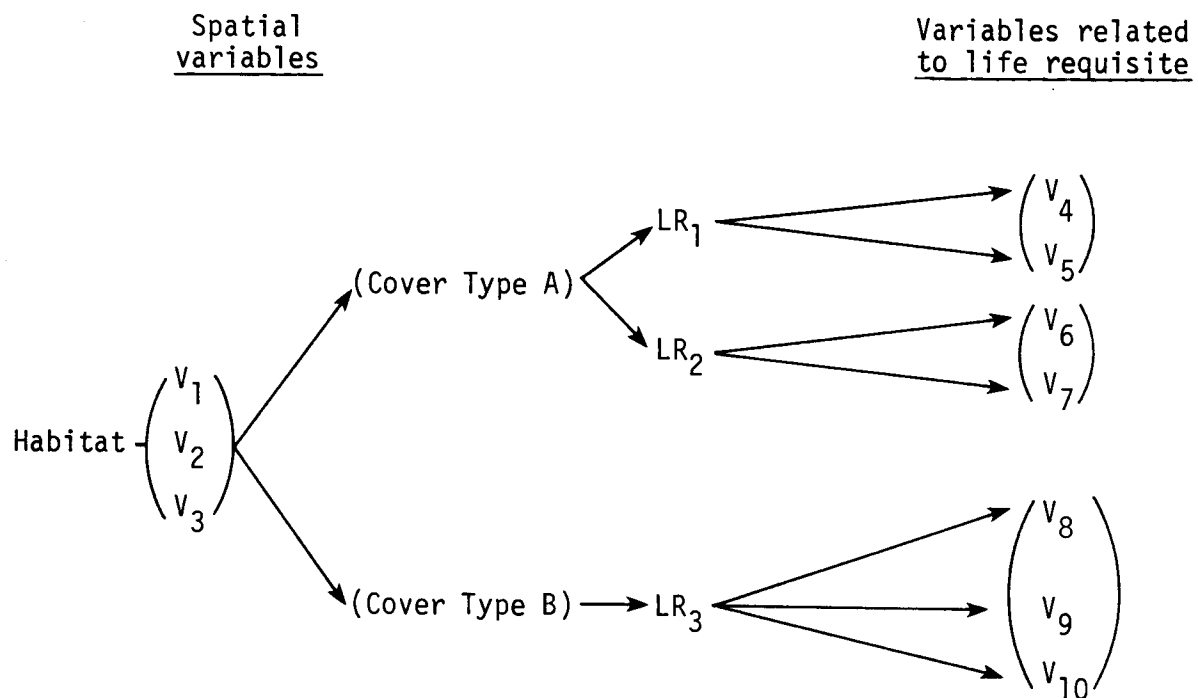 Spatial
variables
Variables related
to life requisite
Habitat
V1
V2
V3
(Cover Type A)
LR1
LR2
V4
V5
V6
V7
(Cover Type B)
LR3
V8
V9
V10